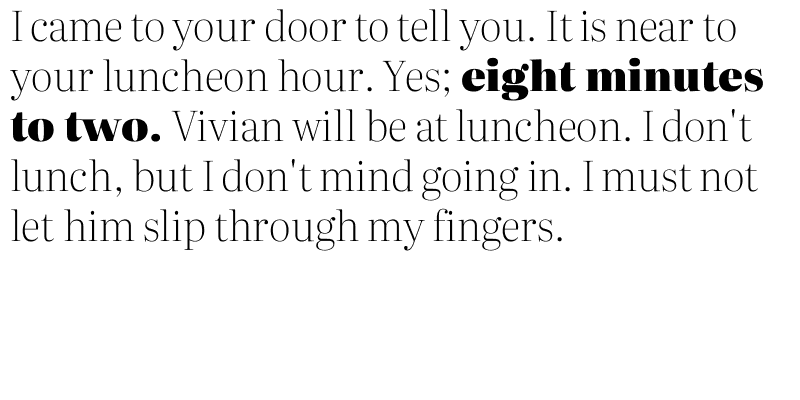 I came to your door to tell you. It is near to
your luncheon hour. Yes; eight minutes
to two. Vivian will be at luncheon. I don't
lunch, but I don't mind going in. I must not
let him slip through my fingers.